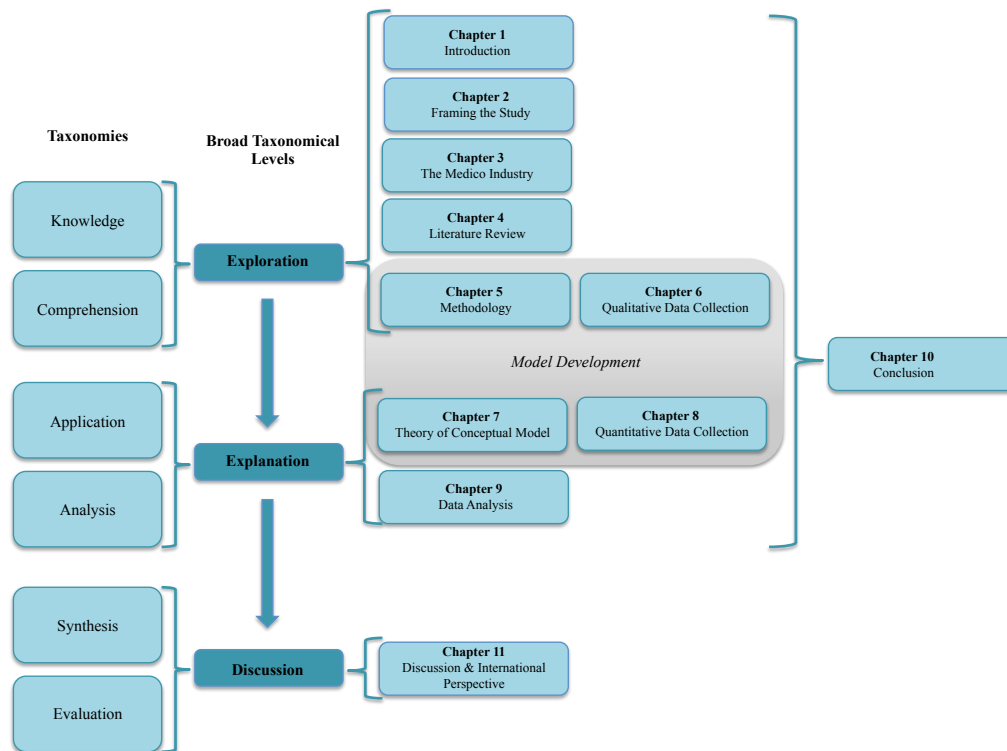 Taxonomies
Broad Taxonomical
Levels
Knowledge
Comprehension
Application
Analysis
Synthesis
Evaluation
Exploration
Explanation
Discussion
Chapter 1
Introduction
Chapter 2
Framing the Study
Chapter 3
The Medico Industry
Chapter 4
Literature Review
Chapter 5
Methodology
Chapter 6
Qualitative Data Collection
Model Development
Chapter 7
Theory of Conceptual Model
Chapter 8
Quantitative Data Collection
Chapter 9
Data Analysis
Chapter 10
Conclusion
Chapter 11
Discussion & International
Perspective